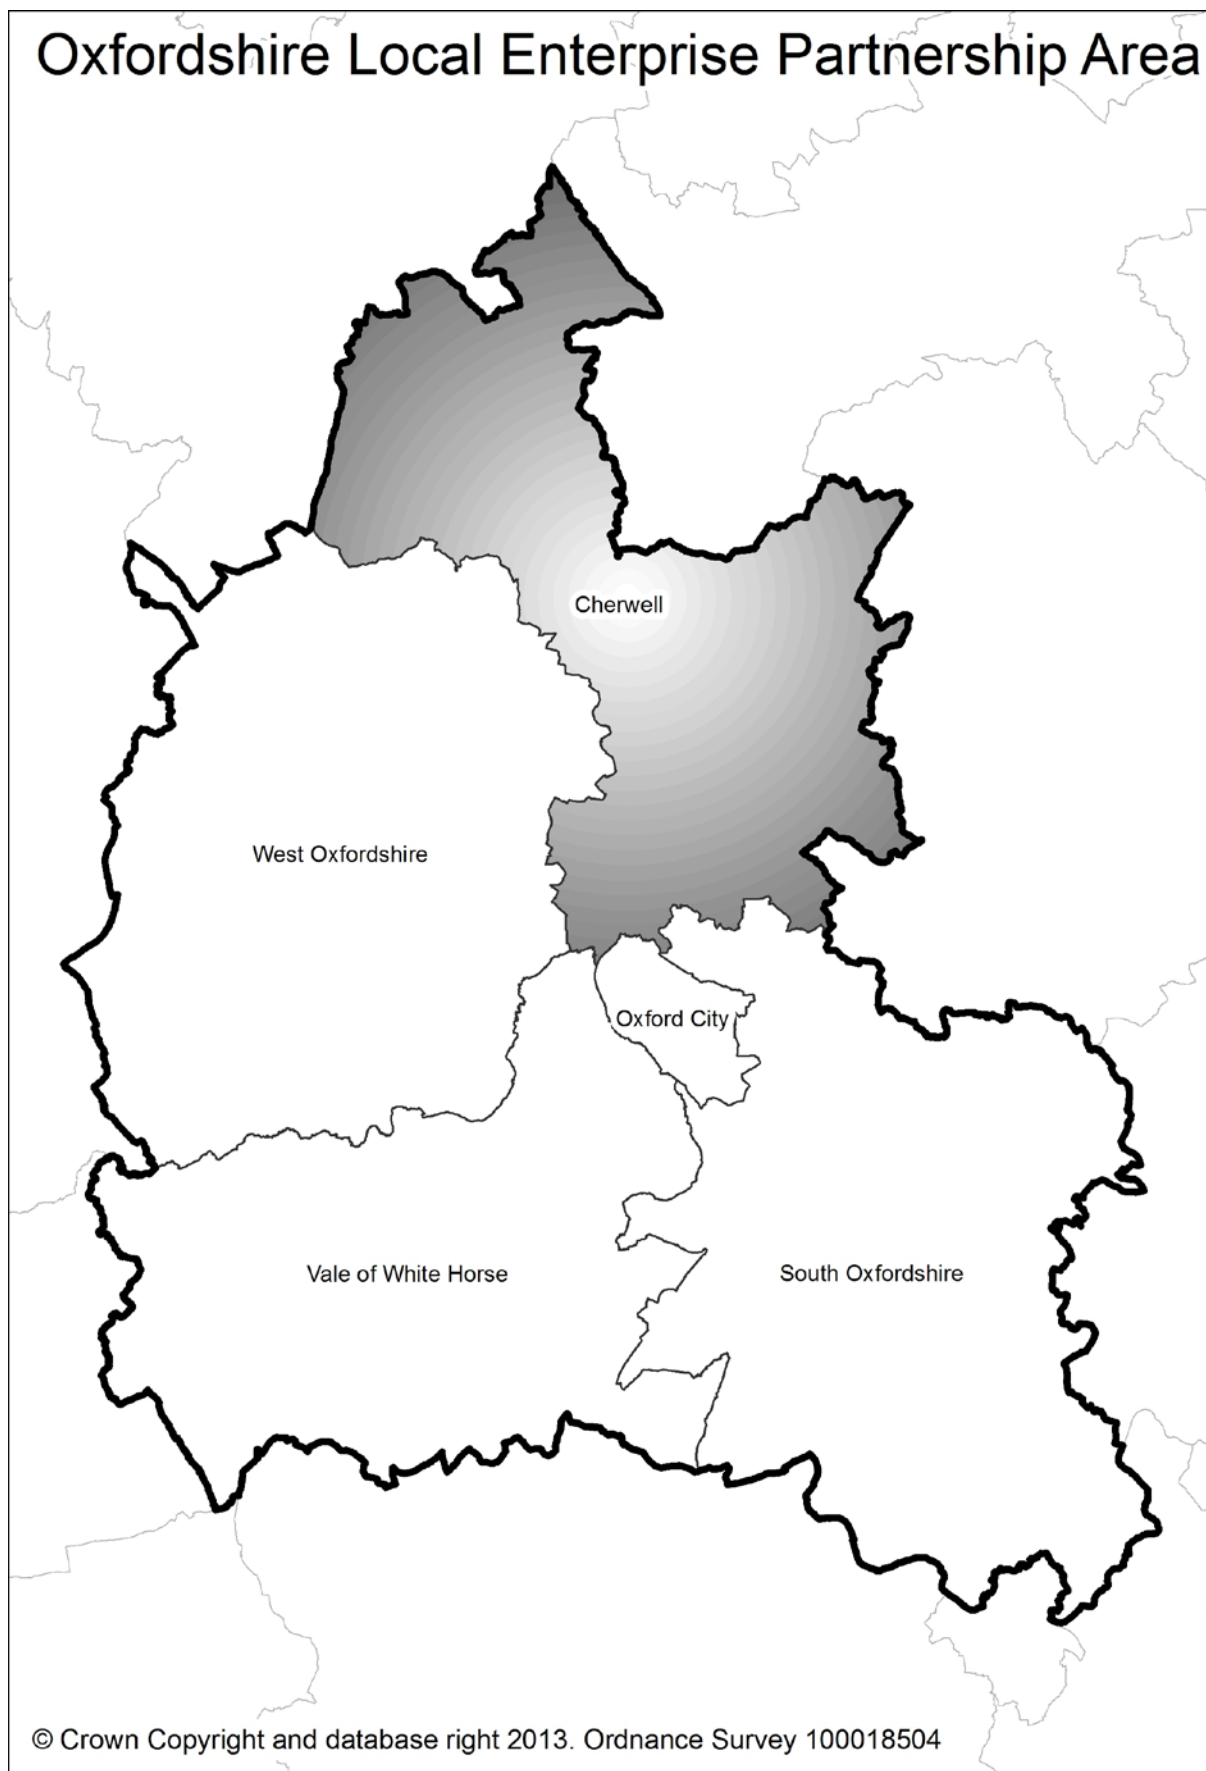 Oxfordshire Local Enterprise Partnership Area
Cherwell
West Oxfordshire
Oxford City
Vale of White Horse
South Oxfordshire
© Crown Copyright and database right 2013. Ordnance Survey 100018504